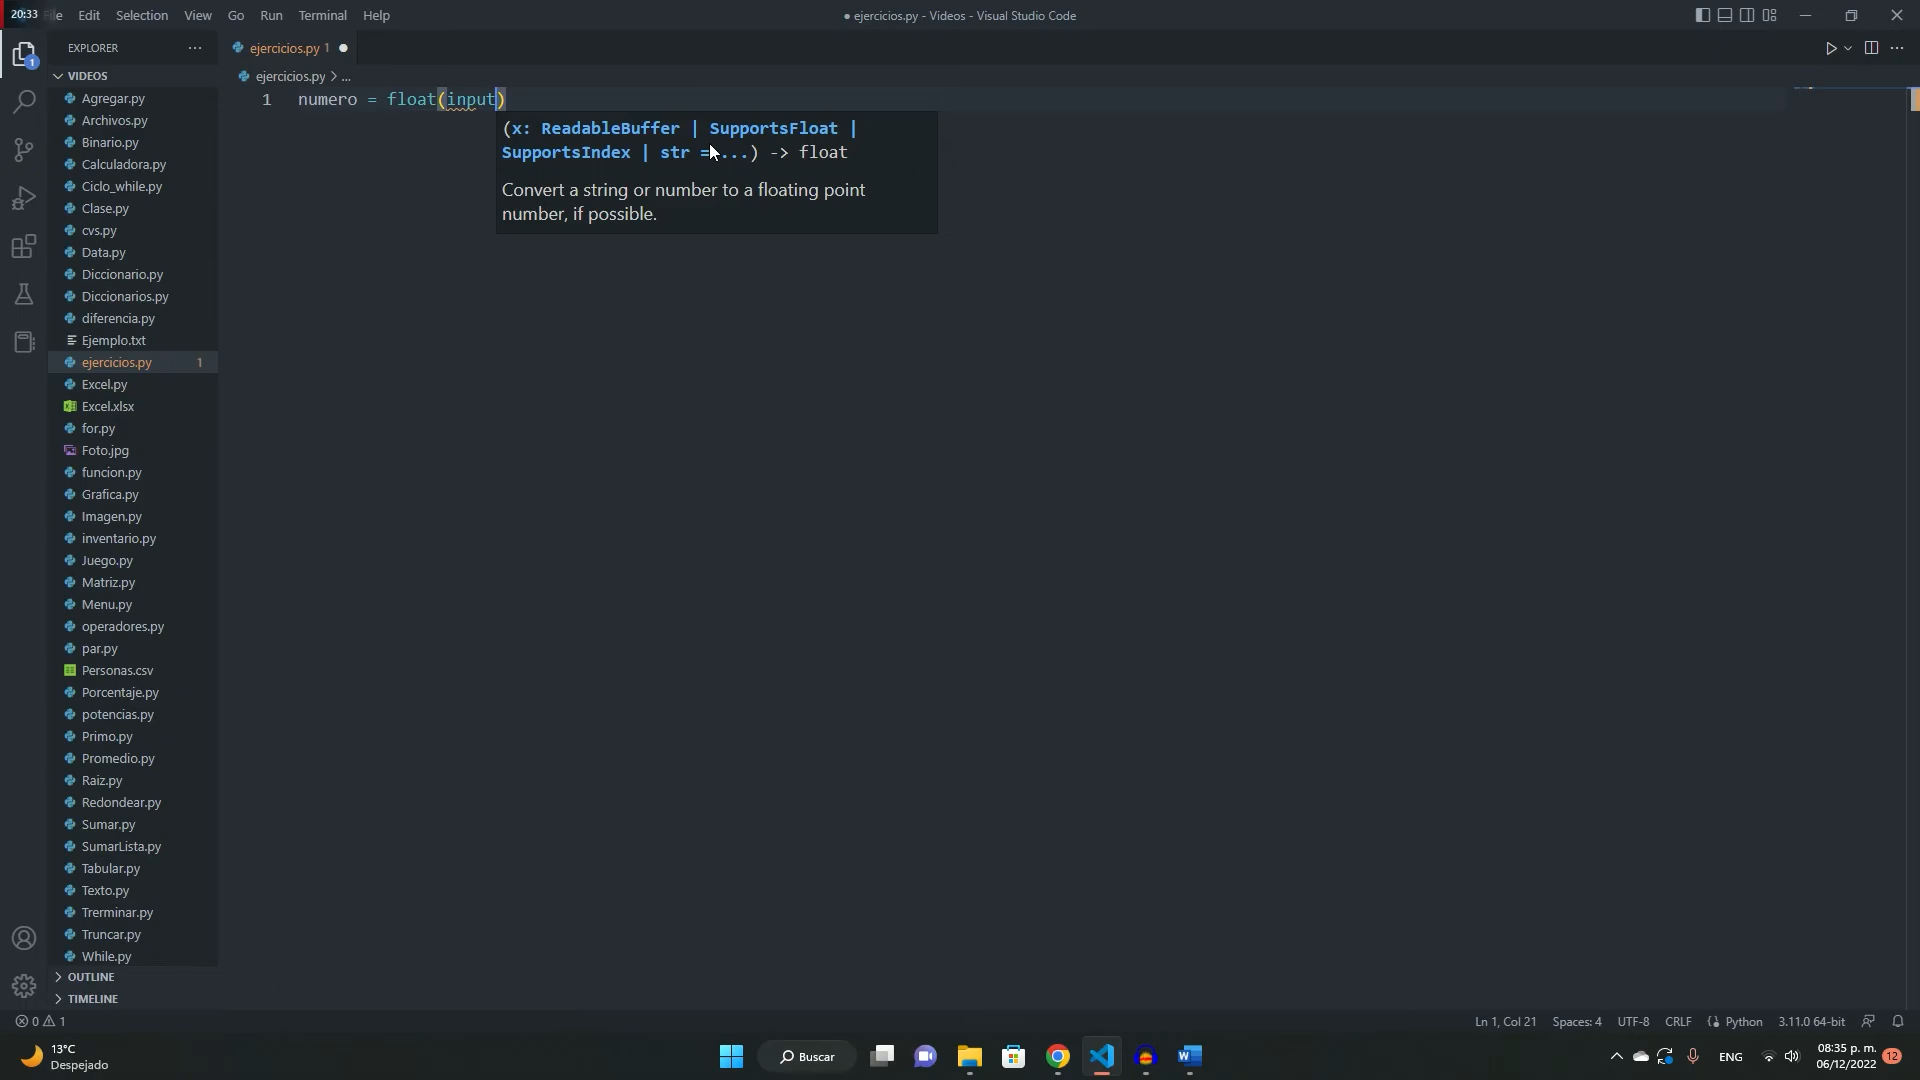 20:33
File Edit Selection View Go Run Terminal Help
● ejercicios.py - Videos - Visual Studio Code
EXPLORER
ejercicios.py 1
VIDEOS
ejercicios.py > ...
1 numero = float(input)
(x: ReadableBuffer | SupportsFloat |
SupportsIndex | str = ...) -> float
Convert a string or number to a floating point
number, if possible.
1
Agregar.py
Archivos.py
Binario.py
Calculadora.py
Ciclo_while.py
Clase.py
cvs.py
Data.py
Diccionario.py
Diccionarios.py
diferencia.py
Ejemplo.txt
ejercicios.py 1
Excel.py
Excel.xlsx
for.py
Foto.jpg
funcion.py
Grafica.py
Imagen.py
inventario.py
Juego.py
Matriz.py
Menu.py
operadores.py
par.py
Personas.csv
Porcentaje.py
potencias.py
Primo.py
Promedio.py
Raiz.py
Redondear.py
Sumar.py
SumarLista.py
Tabular.py
Texto.py
Trerminar.py
Truncar.py
While.py
OUTLINE
TIMELINE
0 1
Ln 1, Col 21 Spaces: 4 UTF-8 CRLF Python 3.11.0 64-bit
13°C
Despejado
Buscar
ENG
08:35 p. m.
06/12/2022
12